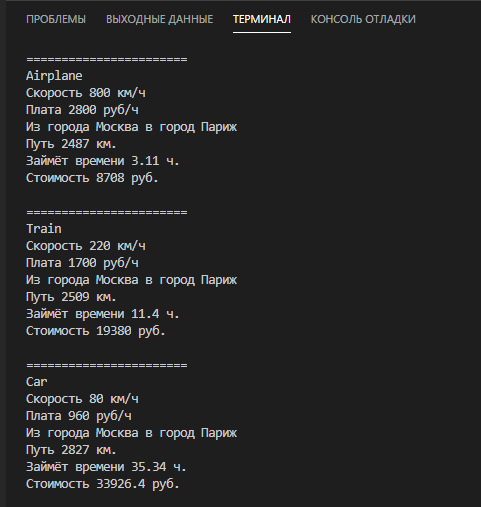 ПРОБЛЕМЫ ВЫХОДНЫЕ ДАННЫЕ ТЕРМИНАЛ КОНСОЛЬ ОТЛАДКИ
=======================
Airplane
Скорость 800 км/ч
Плата 2800 руб/ч
Из города Москва в город Париж
Путь 2487 км.
Займёт времени 3.11 ч.
Стоимость 8708 руб.
=======================
Train
Скорость 220 км/ч
Плата 1700 руб/ч
Из города Москва в город Париж
Путь 2509 км.
Займёт времени 11.4 ч.
Стоимость 19380 руб.
=======================
Car
Скорость 80 км/ч
Плата 960 руб/ч
Из города Москва в город Париж
Путь 2827 км.
Займёт времени 35.34 ч.
Стоимость 33926.4 руб.